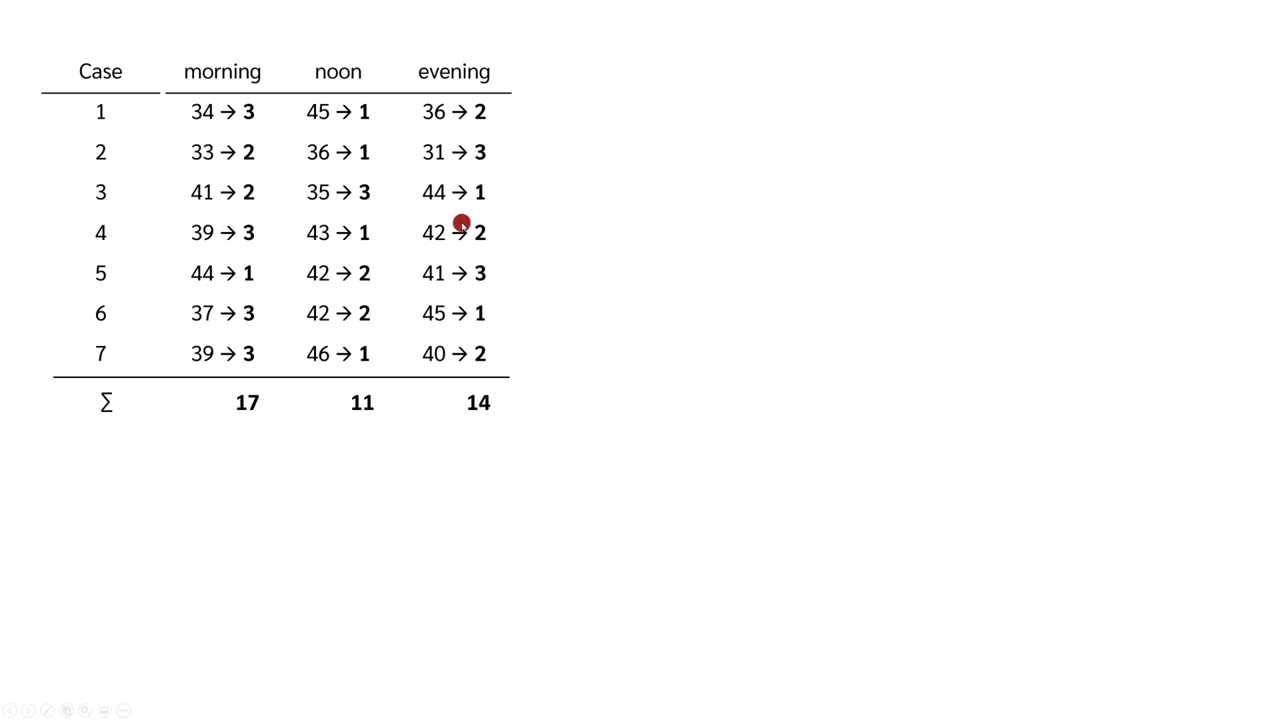 Case morning noon evening
1 34 → 3 45 → 1 36 → 2
2 33 → 2 36 → 1 31 → 3
3 41 → 2 35 → 3 44 → 1
4 39 → 3 43 → 1 42 → 2
5 44 → 1 42 → 2 41 → 3
6 37 → 3 42 → 2 45 → 1
7 39 → 3 46 → 1 40 → 2
∑ 17 11 14